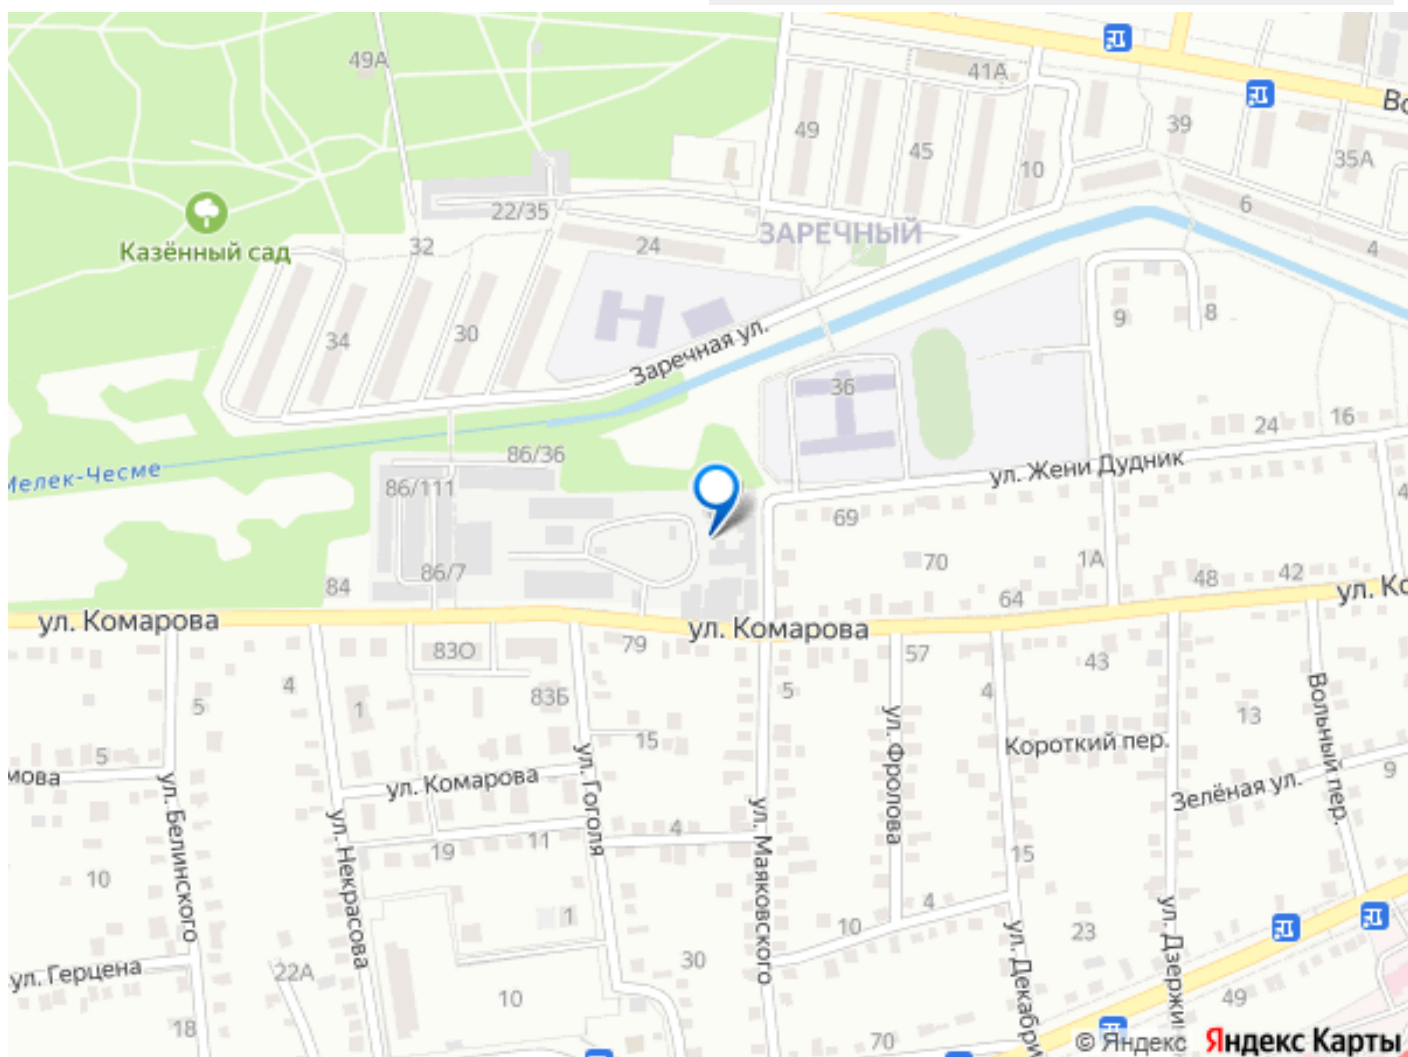 49А
41А
Во
49
45
39
10
35А
22/35
6
Казённый сад
32
24
ЗАРЕЧНЫЙ
4
34
30
9
8
Заречная ул.
36
24
16
86/36
Мелек-Чесме
86/111
ул. Жени Дудник
4
69
70
1А
86/7
84
64
48
42
ул. Ко
ул. Комарова
ул. Комарова
79
83О
57
43
4
5
1
83Б
5
4
13
15
Короткий пер.
5
мова
ул. Комарова
ул. Гоголя
ул. Фролова
Вольный пер.
9
Зелёная ул.
ул. Белинского
ул. Некрасова
19
11
4
ул. Маяковского
15
10
4
1
10
23
ул. Герцена
22А
30
ул. Декабри
ул. Дзержи
10
49
18
70
© Яндекс
Яндекс Карты